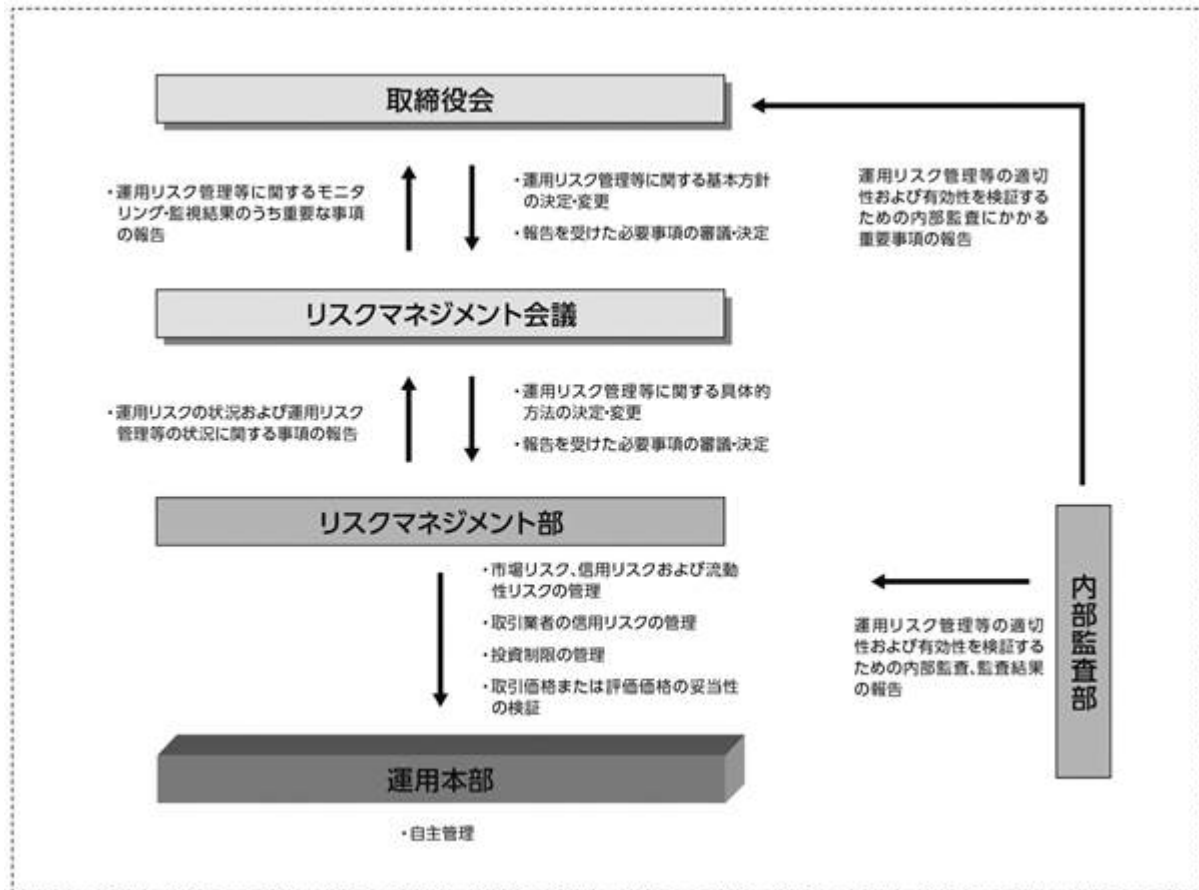 取締役会
・運用リスク管理等に関するモニタ
リング・監視結果のうち重要な事項
の報告
・運用リスク管理等に関する基本方針
の決定・変更
・報告を受けた必要事項の審議・決定
運用リスク管理等の適切
性および有効性を検証する
ための内部監査にかかる
重要事項の報告
リスクマネジメント会議
・運用リスクの状況および運用リスク
管理等の状況に関する事項の報告
・運用リスク管理等に関する具体的
方法の決定・変更
・報告を受けた必要事項の審議・決定
リスクマネジメント部
・市場リスク、信用リスクおよび流動
性リスクの管理
・取引業者の信用リスクの管理
・投資制限の管理
・取引価格または評価価格の妥当性
の検証
運用リスク管理等の適切
性および有効性を検証する
ための内部監査、監査結果
の報告
内部監査部
運用本部
・自主管理